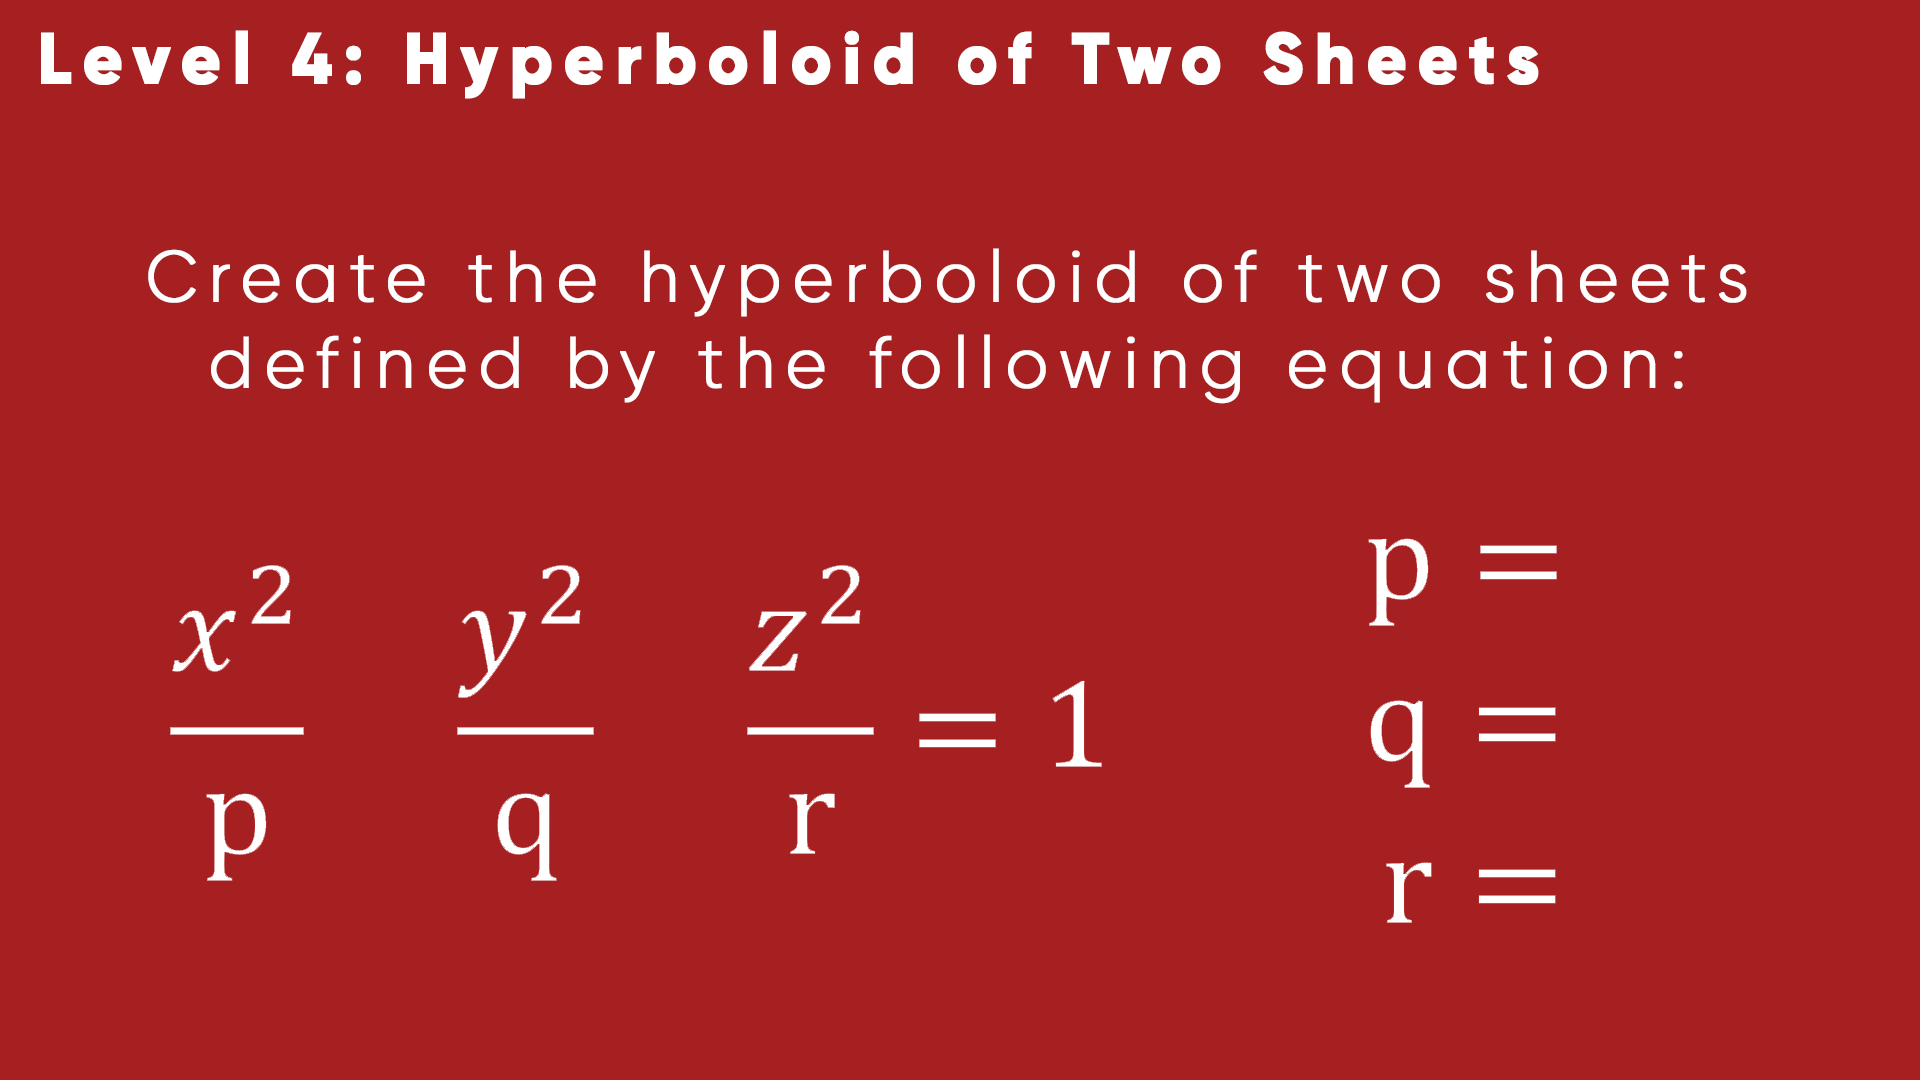 Level 4: Hyperboloid of Two Sheets
Create the hyperboloid of two sheets
defined by the following equation:
x²/p y²/q z²/r = 1
p =
q =
r =